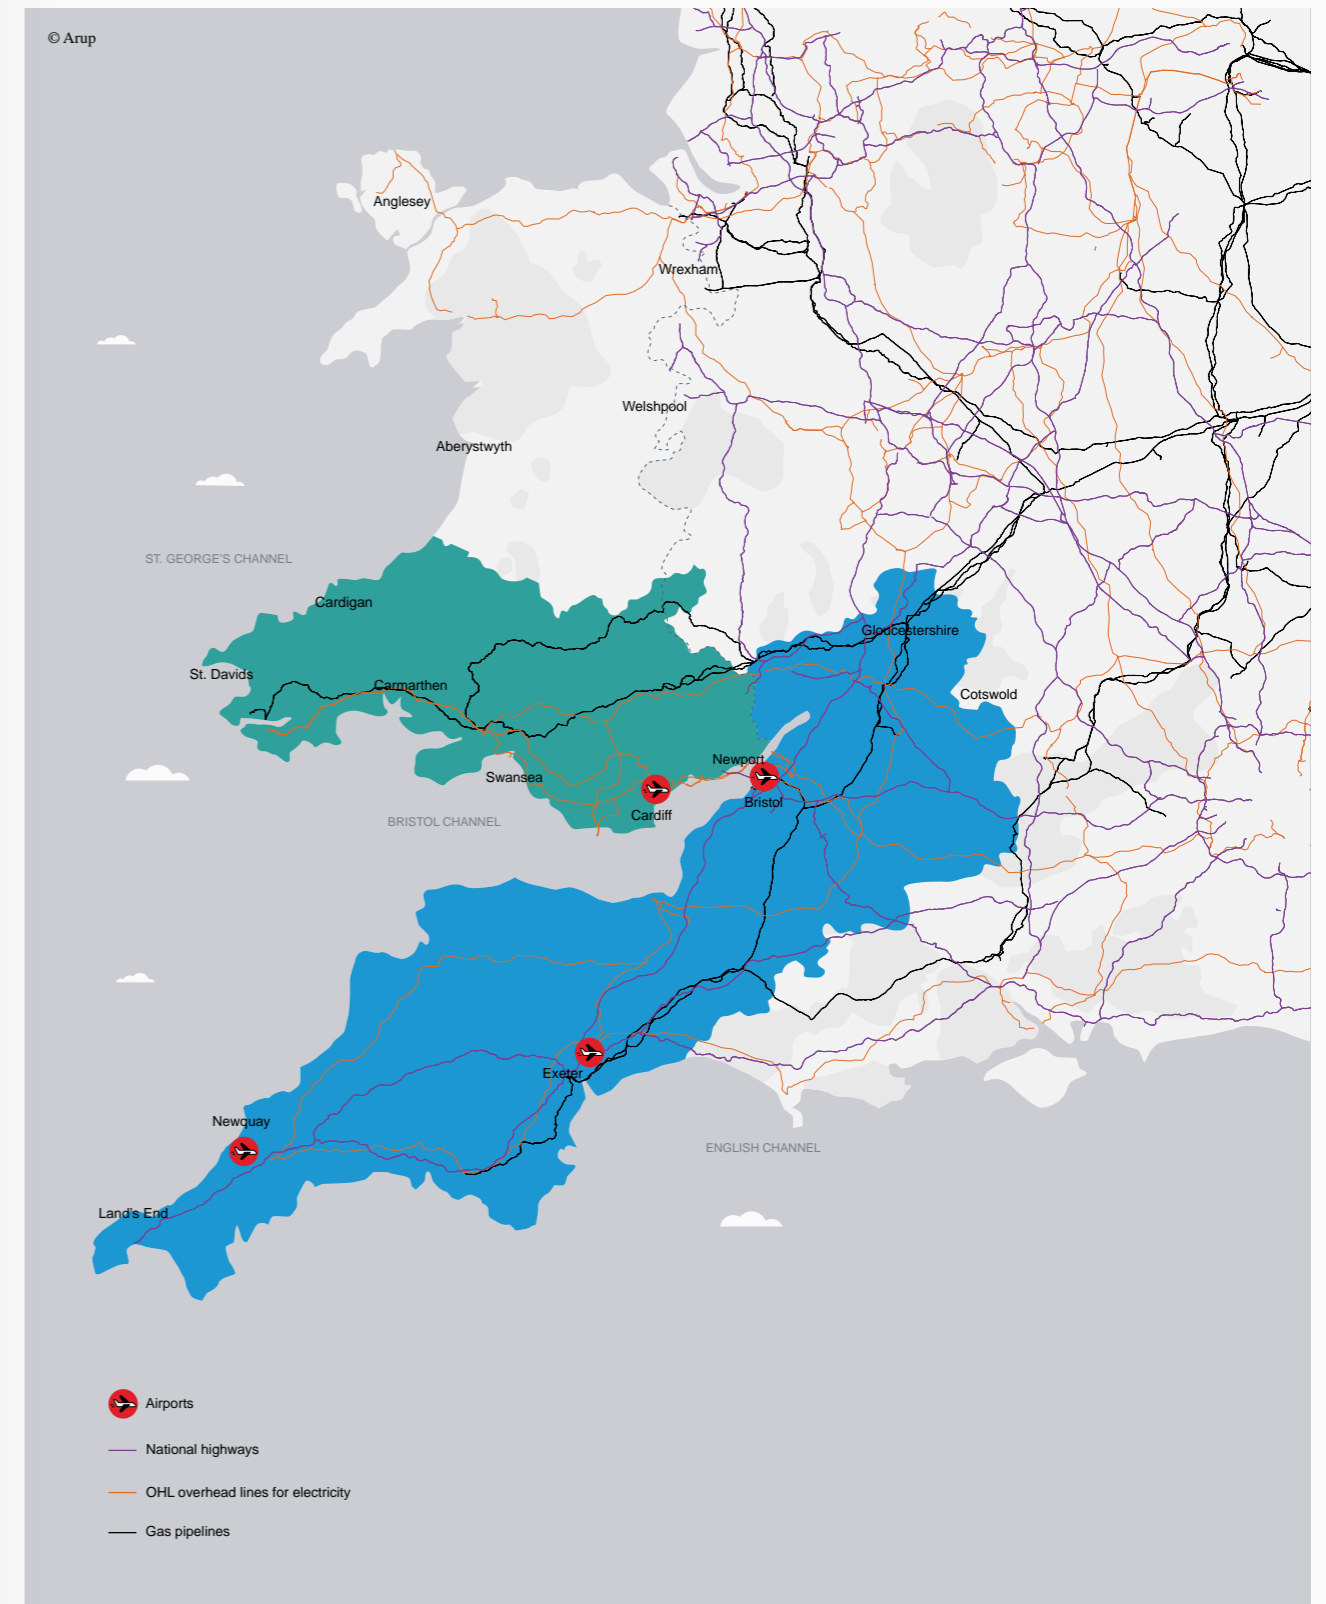 © Arup
Anglesey
Wrexham
Welshpool
Aberystwyth
ST. GEORGE'S CHANNEL
Cardigan
Gloucestershire
St. Davids
Carmarthen
Cotswold
Newport
Swansea
Bristol
Cardiff
BRISTOL CHANNEL
Exeter
Newquay
ENGLISH CHANNEL
Land's End
Airports
National highways
OHL overhead lines for electricity
Gas pipelines